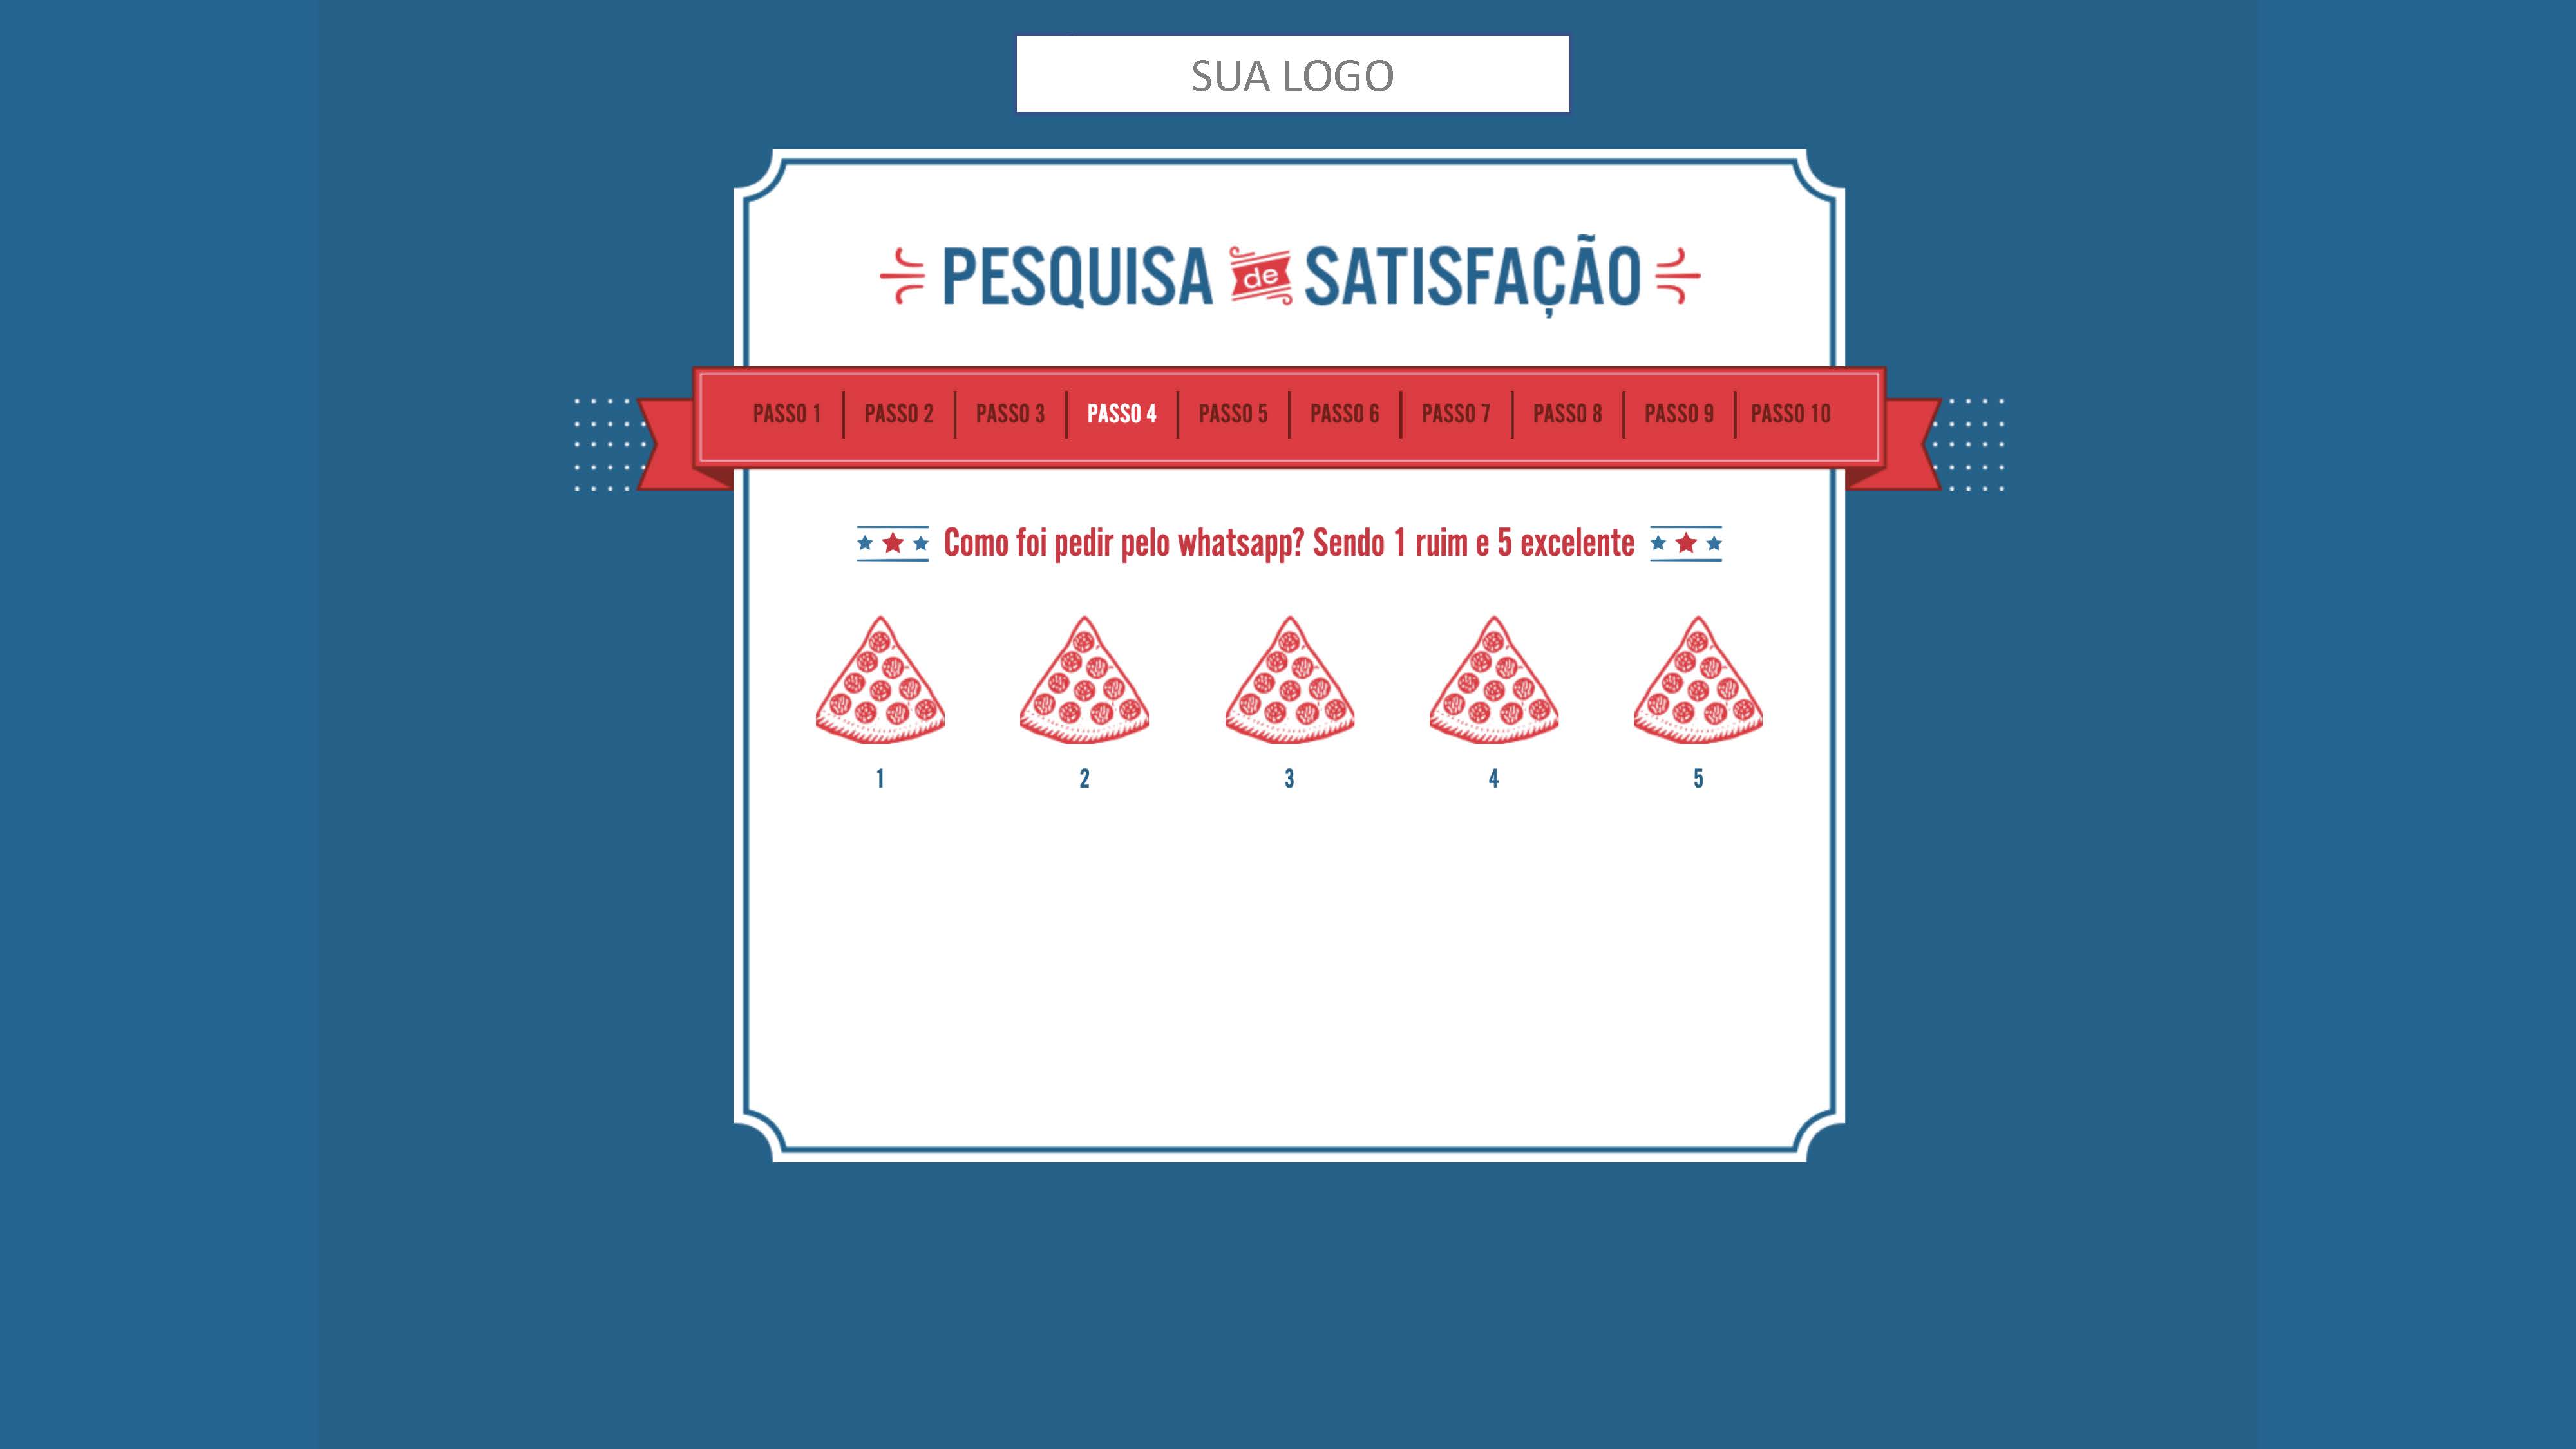 SUA LOGO
PESQUISA de SATISFAÇÃO
PASSO 1 PASSO 2 PASSO 3 PASSO 4 PASSO 5 PASSO 6 PASSO 7 PASSO 8 PASSO 9 PASSO 10
Como foi pedir pelo whatsapp? Sendo 1 ruim e 5 excelente
1 2 3 4 5